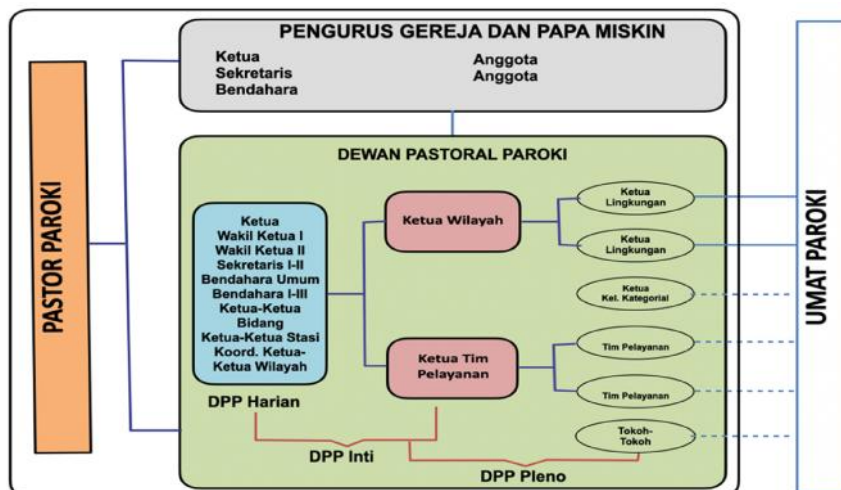 PENGURUS GEREJA DAN PAPA MISKIN
Ketua
Sekretaris
Bendahara
Anggota
Anggota
PASTOR PAROKI
DEWAN PASTORAL PAROKI
Ketua
Wakil Ketua I
Wakil Ketua II
Sekretaris I-II
Bendahara Umum
Bendahara I-III
Ketua-Ketua
Bidang
Ketua-Ketua Stasi
Koord. Ketua-
Ketua Wilayah
DPP Harian
Ketua Wilayah
Ketua Tim
Pelayanan
Ketua
Lingkungan
Ketua
Lingkungan
Ketua
Kel. Kategorial
Tim Pelayanan
Tim Pelayanan
Tokoh-
Tokoh
DPP Inti
DPP Pleno
UMAT PAROKI